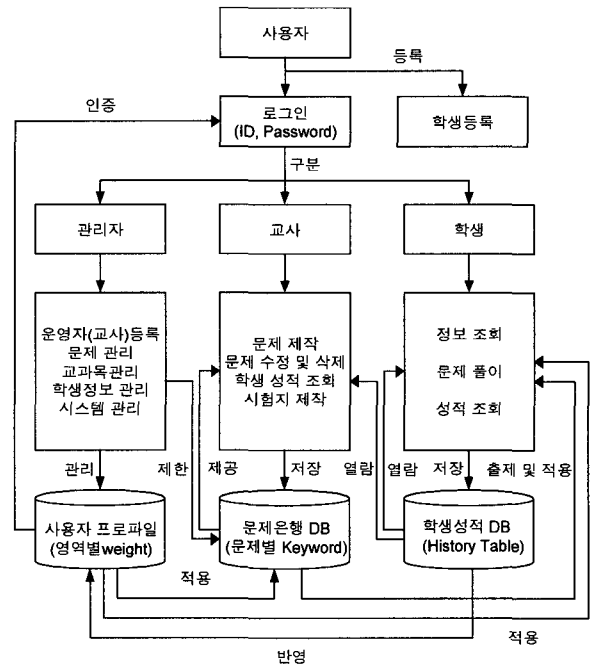 사용자
등록
인증
로그인
(ID, Password)
학생등록
구분
관리자
교사
학생
운영자(교사)등록
문제 관리
교과목관리
학생정보 관리
시스템 관리
문제 제작
문제 수정 및 삭제
학생 성적 조회
시험지 제작
정보 조회
문제 풀이
성적 조회
관리
제한
제공
저장
열람
열람
저장
출제 및 적용
사용자 프로파일
(영역별weight)
문제은행 DB
(문제별 Keyword)
학생성적 DB
(History Table)
적용
적용
반영